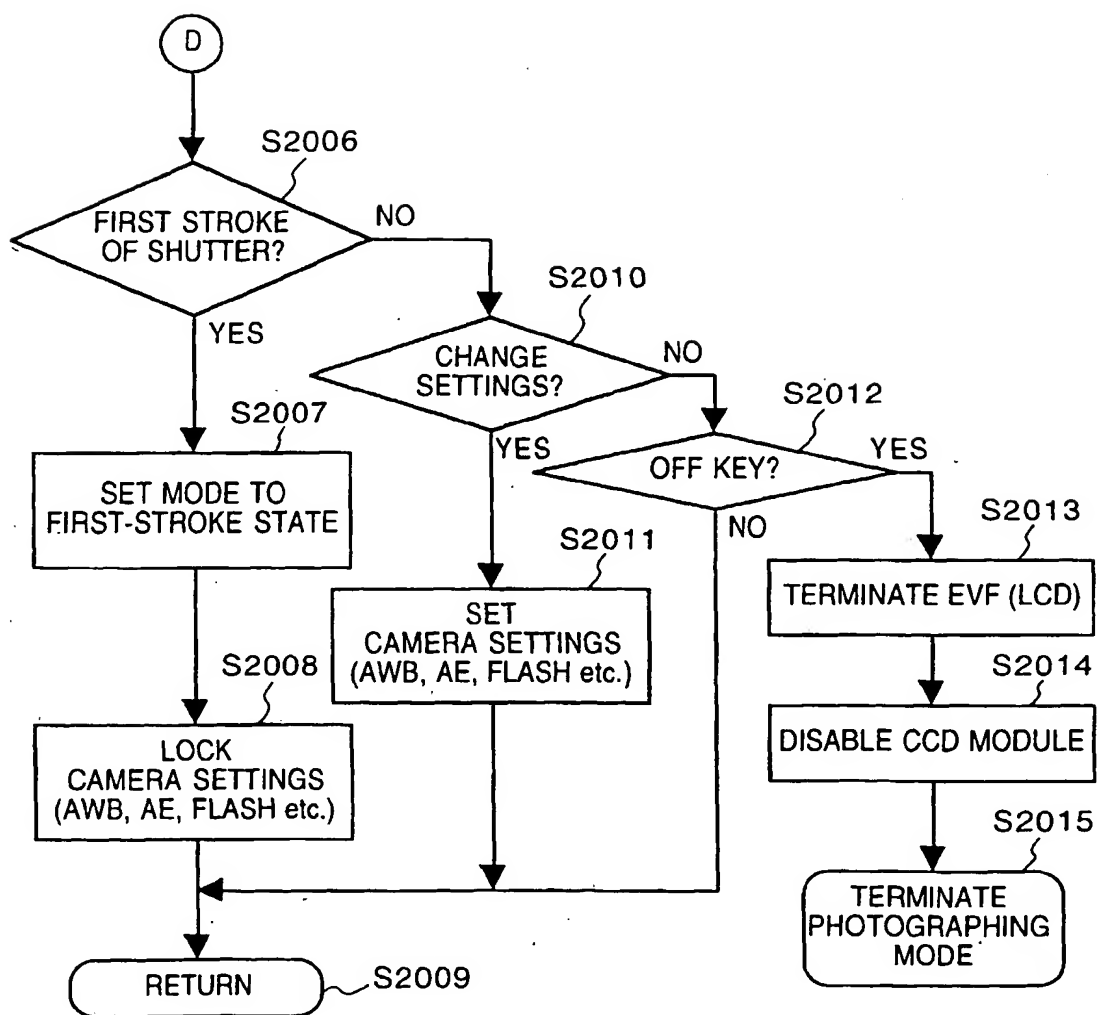 D
S2006
FIRST STROKE
OF SHUTTER?
NO
YES
S2010
CHANGE
SETTINGS?
NO
YES
S2007
SET MODE TO
FIRST-STROKE STATE
S2012
OFF KEY?
YES
NO
S2011
SET
CAMERA SETTINGS
(AWB, AE, FLASH etc.)
S2013
TERMINATE EVF (LCD)
S2008
LOCK
CAMERA SETTINGS
(AWB, AE, FLASH etc.)
S2014
DISABLE CCD MODULE
S2015
TERMINATE
PHOTOGRAPHING
MODE
RETURN
S2009